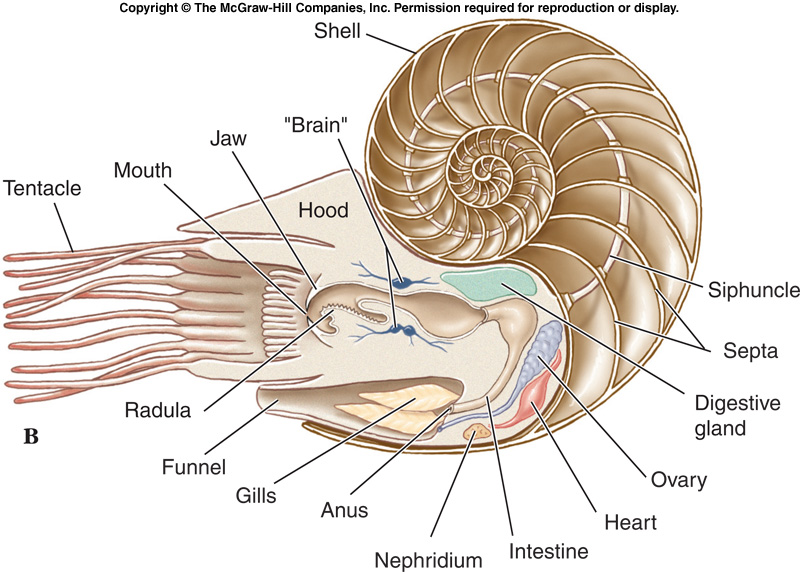 Copyright © The McGraw-Hill Companies, Inc. Permission required for reproduction or display.
Shell
"Brain"
Jaw
Mouth
Tentacle
Hood
Siphuncle
Septa
Digestive
gland
Radula
B
Funnel
Gills
Anus
Nephridium
Intestine
Heart
Ovary